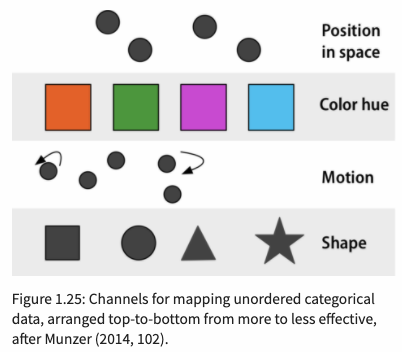 Position
in space
Color hue
Motion
Shape
Figure 1.25: Channels for mapping unordered categorical
data, arranged top-to-bottom from more to less effective,
after Munzer (2014, 102).